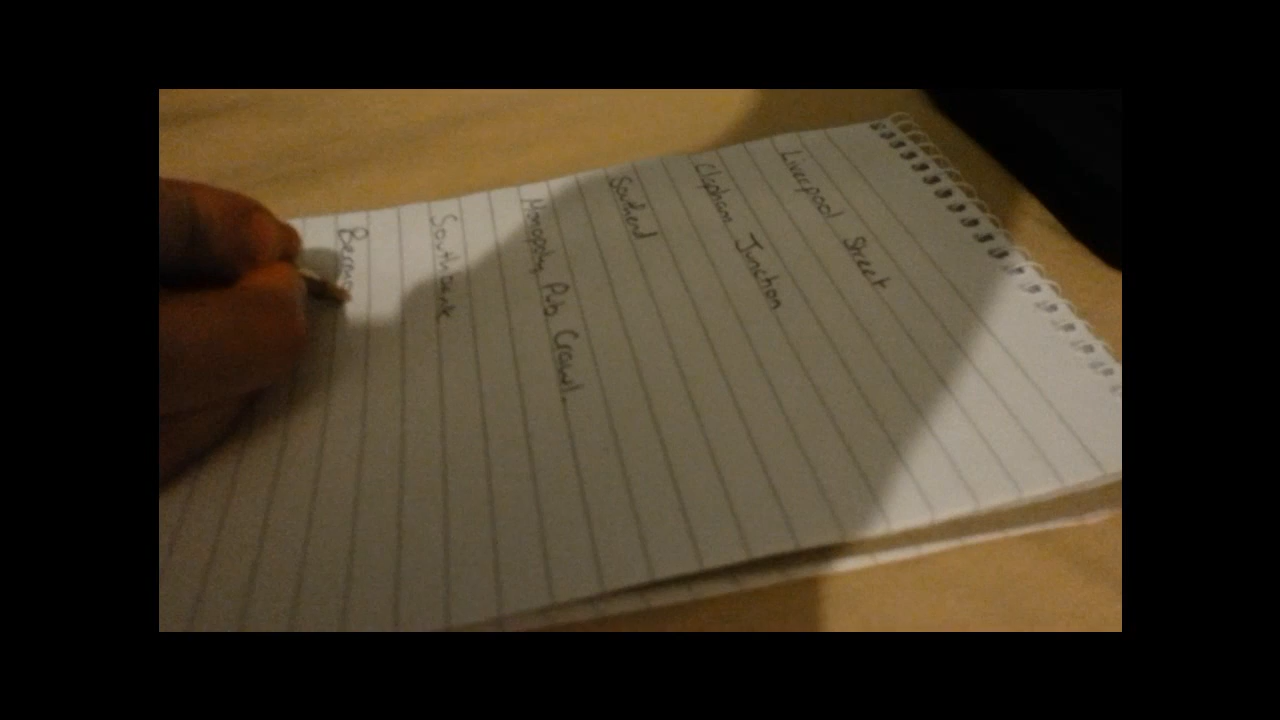 Liverpool Street
Clapham Junction
Southend
Monopoly Pub Crawl.
Southbank